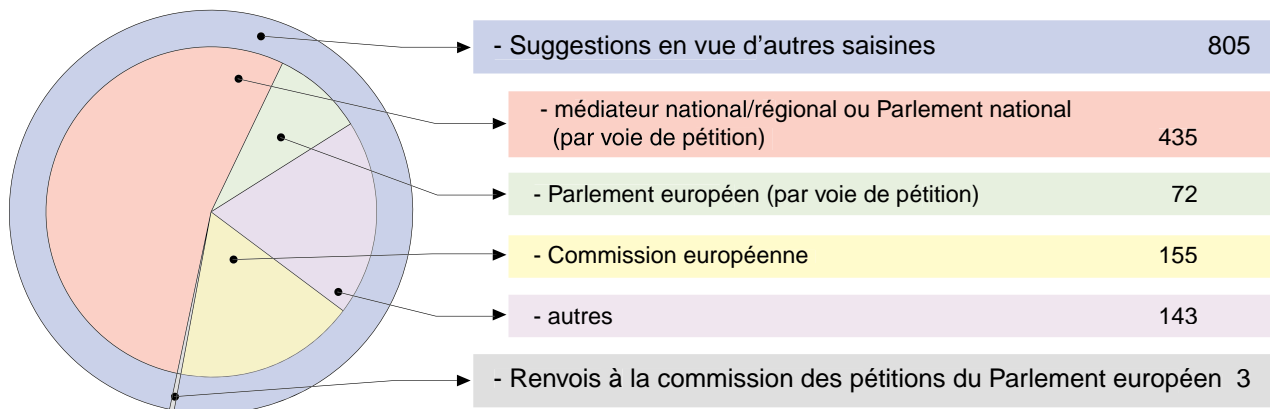 - Suggestions en vue d'autres saisines 805
- médiateur national/régional ou Parlement national
(par voie de pétition) 435
- Parlement européen (par voie de pétition) 72
- Commission européenne 155
- autres 143
- Renvois à la commission des pétitions du Parlement européen 3